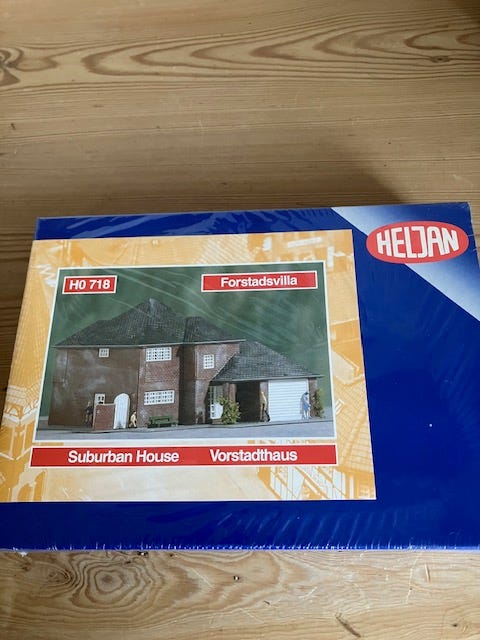 HELJAN
H0 718
Forstadsvilla
Suburban House Vorstadthaus